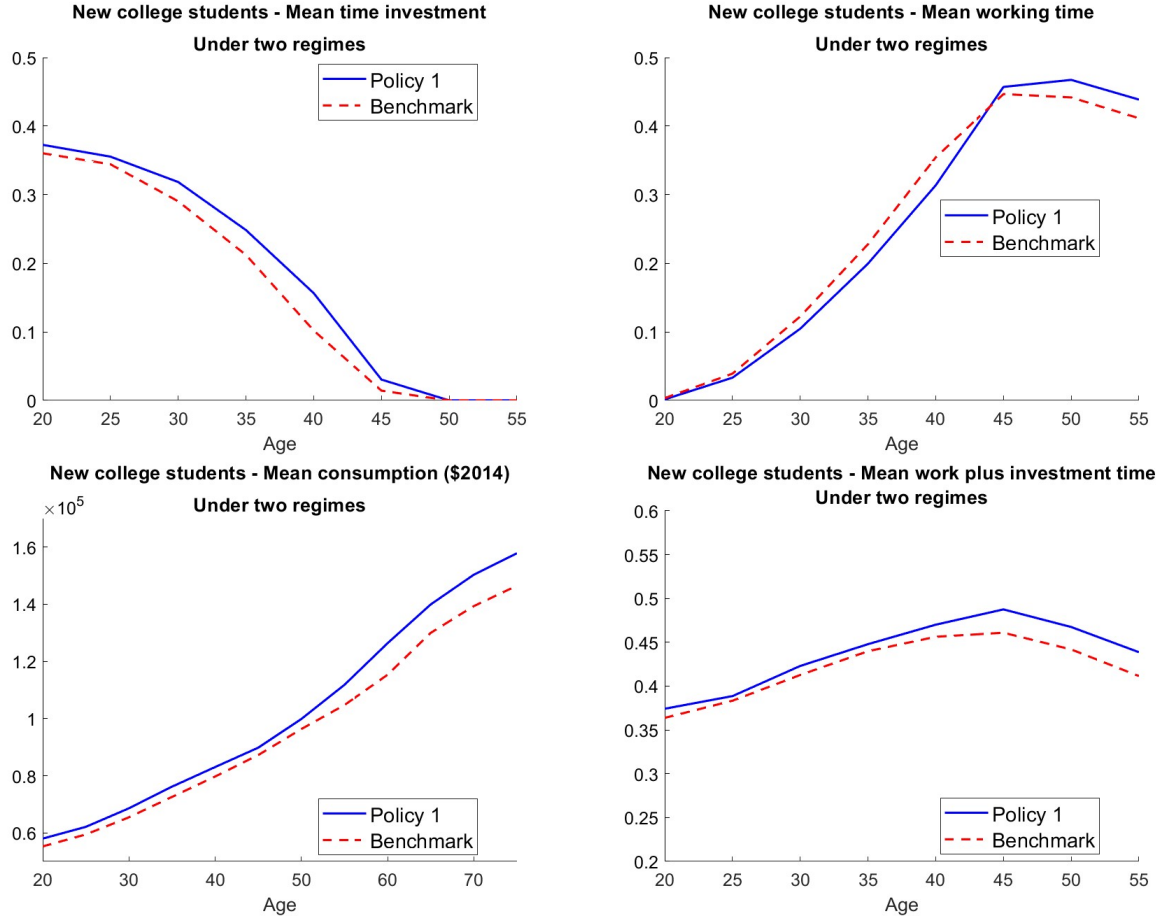 New college students - Mean time investment
Under two regimes
0.5
0.4
0.3
0.2
0.1
0
20 25 30 35 40 45 50 55
Age
Policy 1
Benchmark
New college students - Mean working time
Under two regimes
0.5
0.4
0.3
0.2
0.1
0
20 25 30 35 40 45 50 55
Age
Policy 1
Benchmark
New college students - Mean consumption ($2014)
Under two regimes
×10^5
1.6
1.4
1.2
1
0.8
0.6
20 30 40 50 60 70
Age
Policy 1
Benchmark
New college students - Mean work plus investment time
Under two regimes
0.6
0.55
0.5
0.45
0.4
0.35
0.3
0.25
0.2
20 25 30 35 40 45 50 55
Age
Policy 1
Benchmark